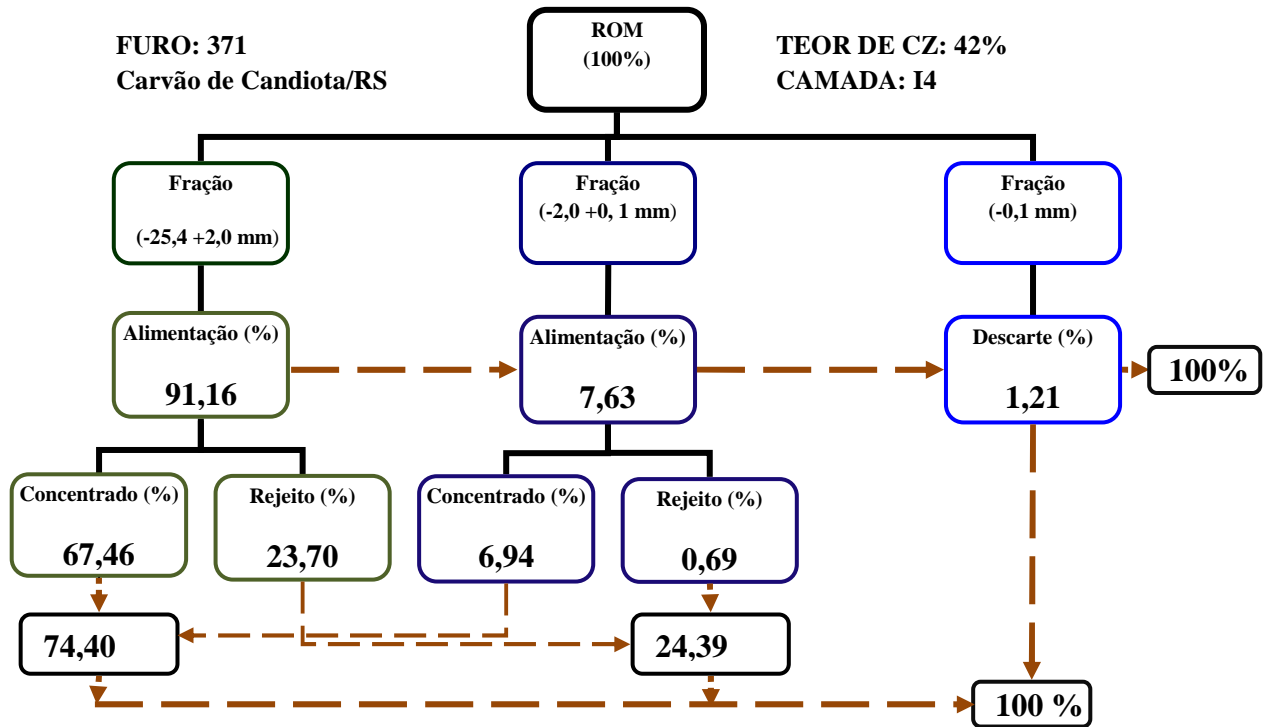 FURO: 371
Carvão de Candiota/RS
ROM
(100%)
TEOR DE CZ: 42%
CAMADA: I4
Fração
(-25,4 +2,0 mm)
Fração
(-2,0 +0, 1 mm)
Fração
(-0,1 mm)
Alimentação (%)
91,16
Alimentação (%)
7,63
Descarte (%)
1,21
100%
Concentrado (%)
67,46
Rejeito (%)
23,70
Concentrado (%)
6,94
Rejeito (%)
0,69
74,40
24,39
100 %